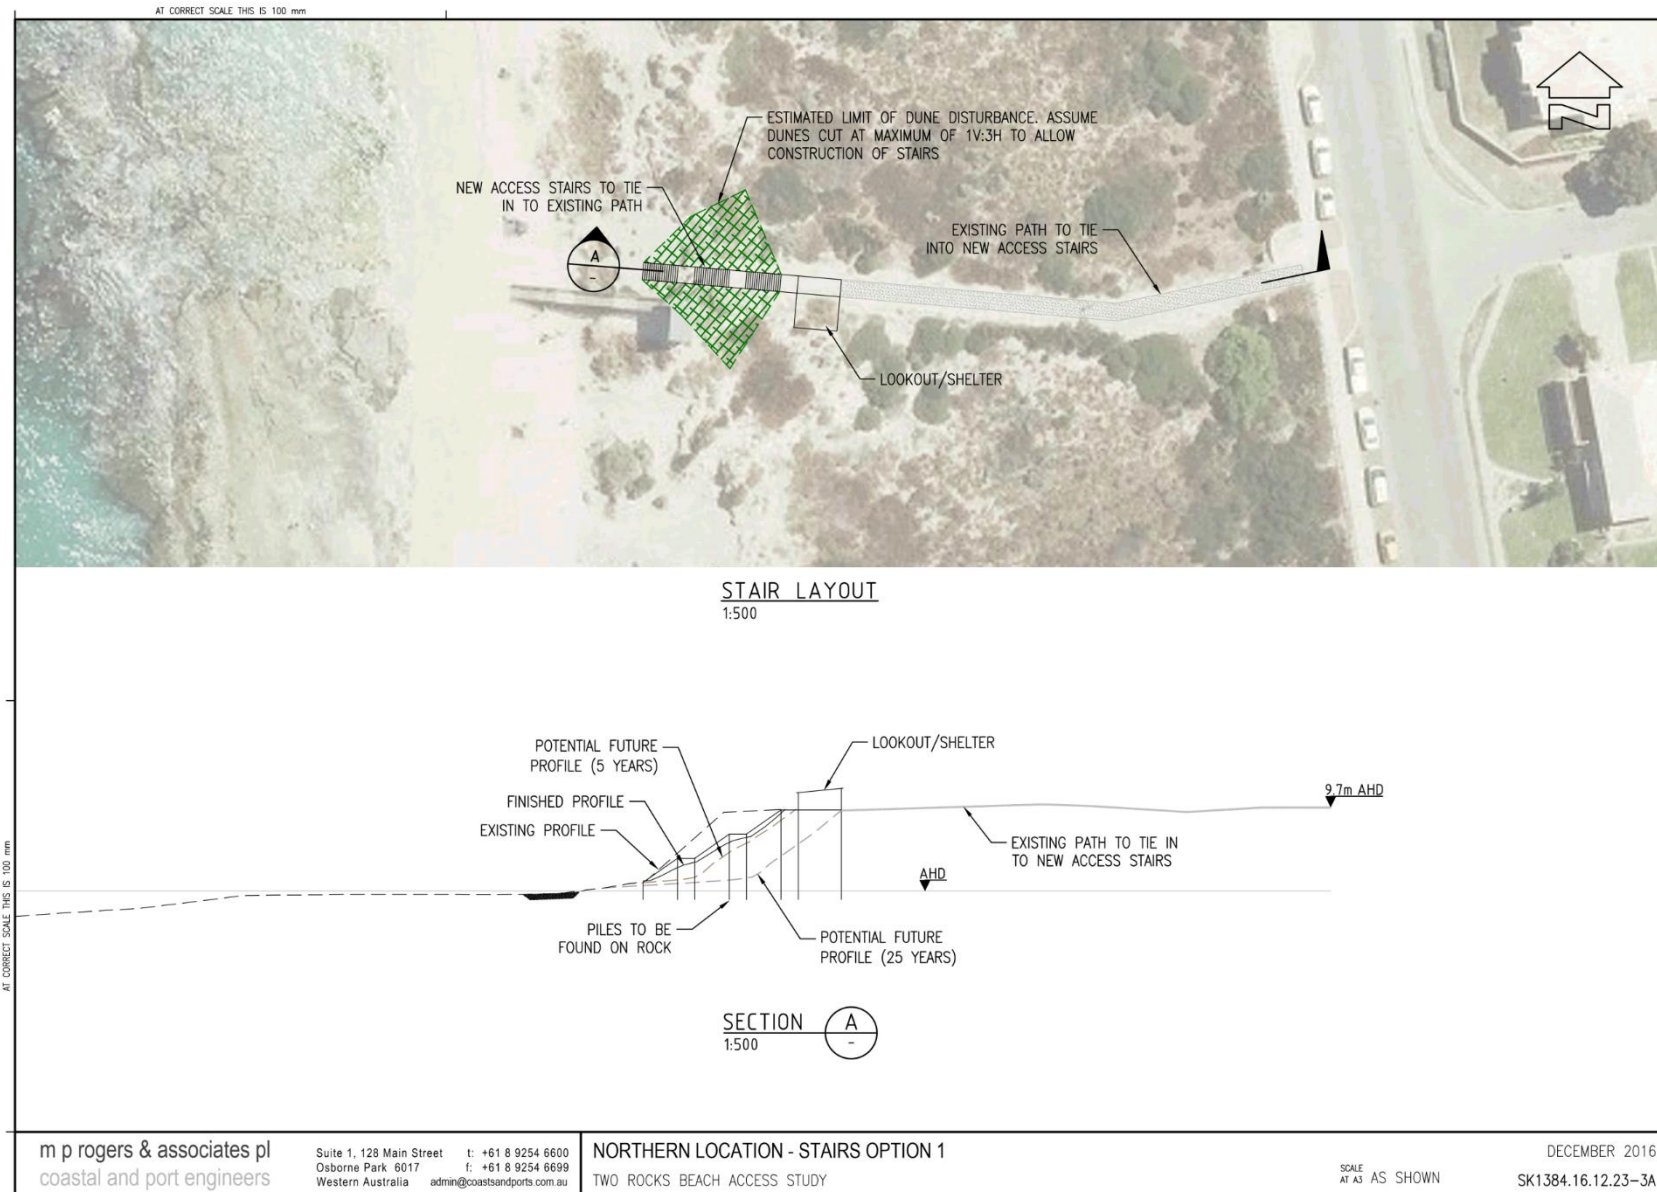 AT CORRECT SCALE THIS IS 100 mm
ESTIMATED LIMIT OF DUNE DISTURBANCE. ASSUME
DUNES CUT AT MAXIMUM OF 1V:3H TO ALLOW
CONSTRUCTION OF STAIRS
NEW ACCESS STAIRS TO TIE
IN TO EXISTING PATH
EXISTING PATH TO TIE
INTO NEW ACCESS STAIRS
A
-
N
LOOKOUT/SHELTER
STAIR LAYOUT
1:500
POTENTIAL FUTURE
PROFILE (5 YEARS)
LOOKOUT/SHELTER
FINISHED PROFILE
EXISTING PROFILE
9.7m AHD
EXISTING PATH TO TIE IN
TO NEW ACCESS STAIRS
AHD
PILES TO BE
FOUND ON ROCK
POTENTIAL FUTURE
PROFILE (25 YEARS)
AT CORRECT SCALE THIS IS 100 mm
SECTION
1:500
A
-
m p rogers & associates pl
coastal and port engineers
Suite 1, 128 Main Street t: +61 8 9254 6600
Osborne Park 6017 f: +61 8 9254 6699
Western Australia admin@coastsandports.com.au
NORTHERN LOCATION - STAIRS OPTION 1
TWO ROCKS BEACH ACCESS STUDY
SCALE
AT A3 AS SHOWN
DECEMBER 2016
SK1384.16.12.23-3A